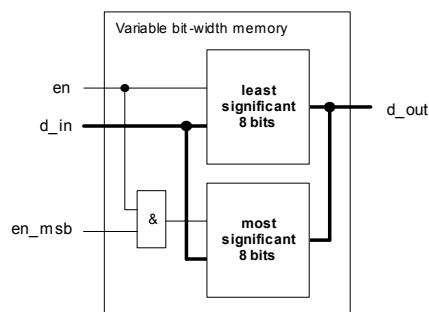 Variable bit-width memory
en
least
significant
8 bits
d_out
d_in
&
most
significant
8 bits
en_msb